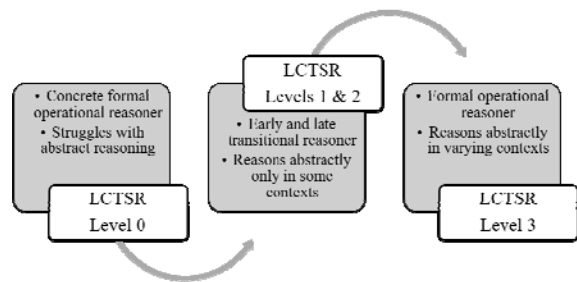 • Concrete formal
operational reasoner
• Struggles with
abstract reasoning
LCTSR
Level 0
LCTSR
Levels 1 & 2
• Early and late
transitional reasoner
• Reasons abstractly
only in some
contexts
• Formal operational
reasoner
• Reasons abstractly
in varying contexts
LCTSR
Level 3